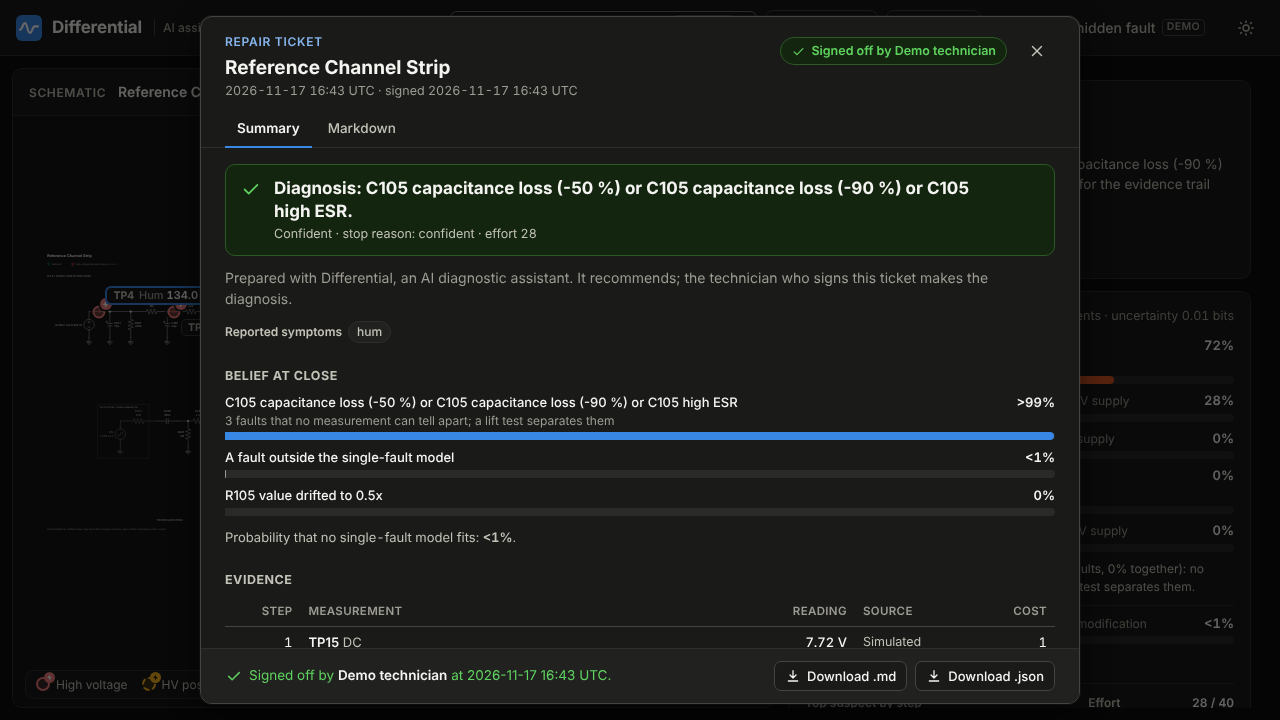 Differential
AI assi
hidden fault
DEMO
SCHEMATIC Reference C
REPAIR TICKET
Reference Channel Strip
2026-11-17 16:43 UTC · signed 2026-11-17 16:43 UTC
Signed off by Demo technician
Summary
Markdown
Diagnosis: C105 capacitance loss (-50 %) or C105 capacitance loss (-90 %) or C105
high ESR.
Confident · stop reason: confident · effort 28
Prepared with Differential, an AI diagnostic assistant. It recommends; the technician who signs this ticket makes the
diagnosis.
Reported symptoms hum
BELIEF AT CLOSE
C105 capacitance loss (-50 %) or C105 capacitance loss (-90 %) or C105 high ESR >99%
3 faults that no measurement can tell apart; a lift test separates them
A fault outside the single-fault model <1%
R105 value drifted to 0.5x 0%
Probability that no single-fault model fits: <1%.
EVIDENCE
STEP MEASUREMENT READING SOURCE COST
1 TP15 DC 7.72 V Simulated 1
Signed off by Demo technician at 2026-11-17 16:43 UTC.
Download .md
Download .json
Reference Channel Strip
TP4 Hum 134.0
TP
High voltage
HV pos
pacitance loss (-90 %)
for the evidence trail
ents · uncertainty 0.01 bits
72%
V supply 28%
supply 0%
0%
V supply 0%
ults, 0% together): no
test separates them.
modification <1%
Top suspect by step
Effort 28 / 40